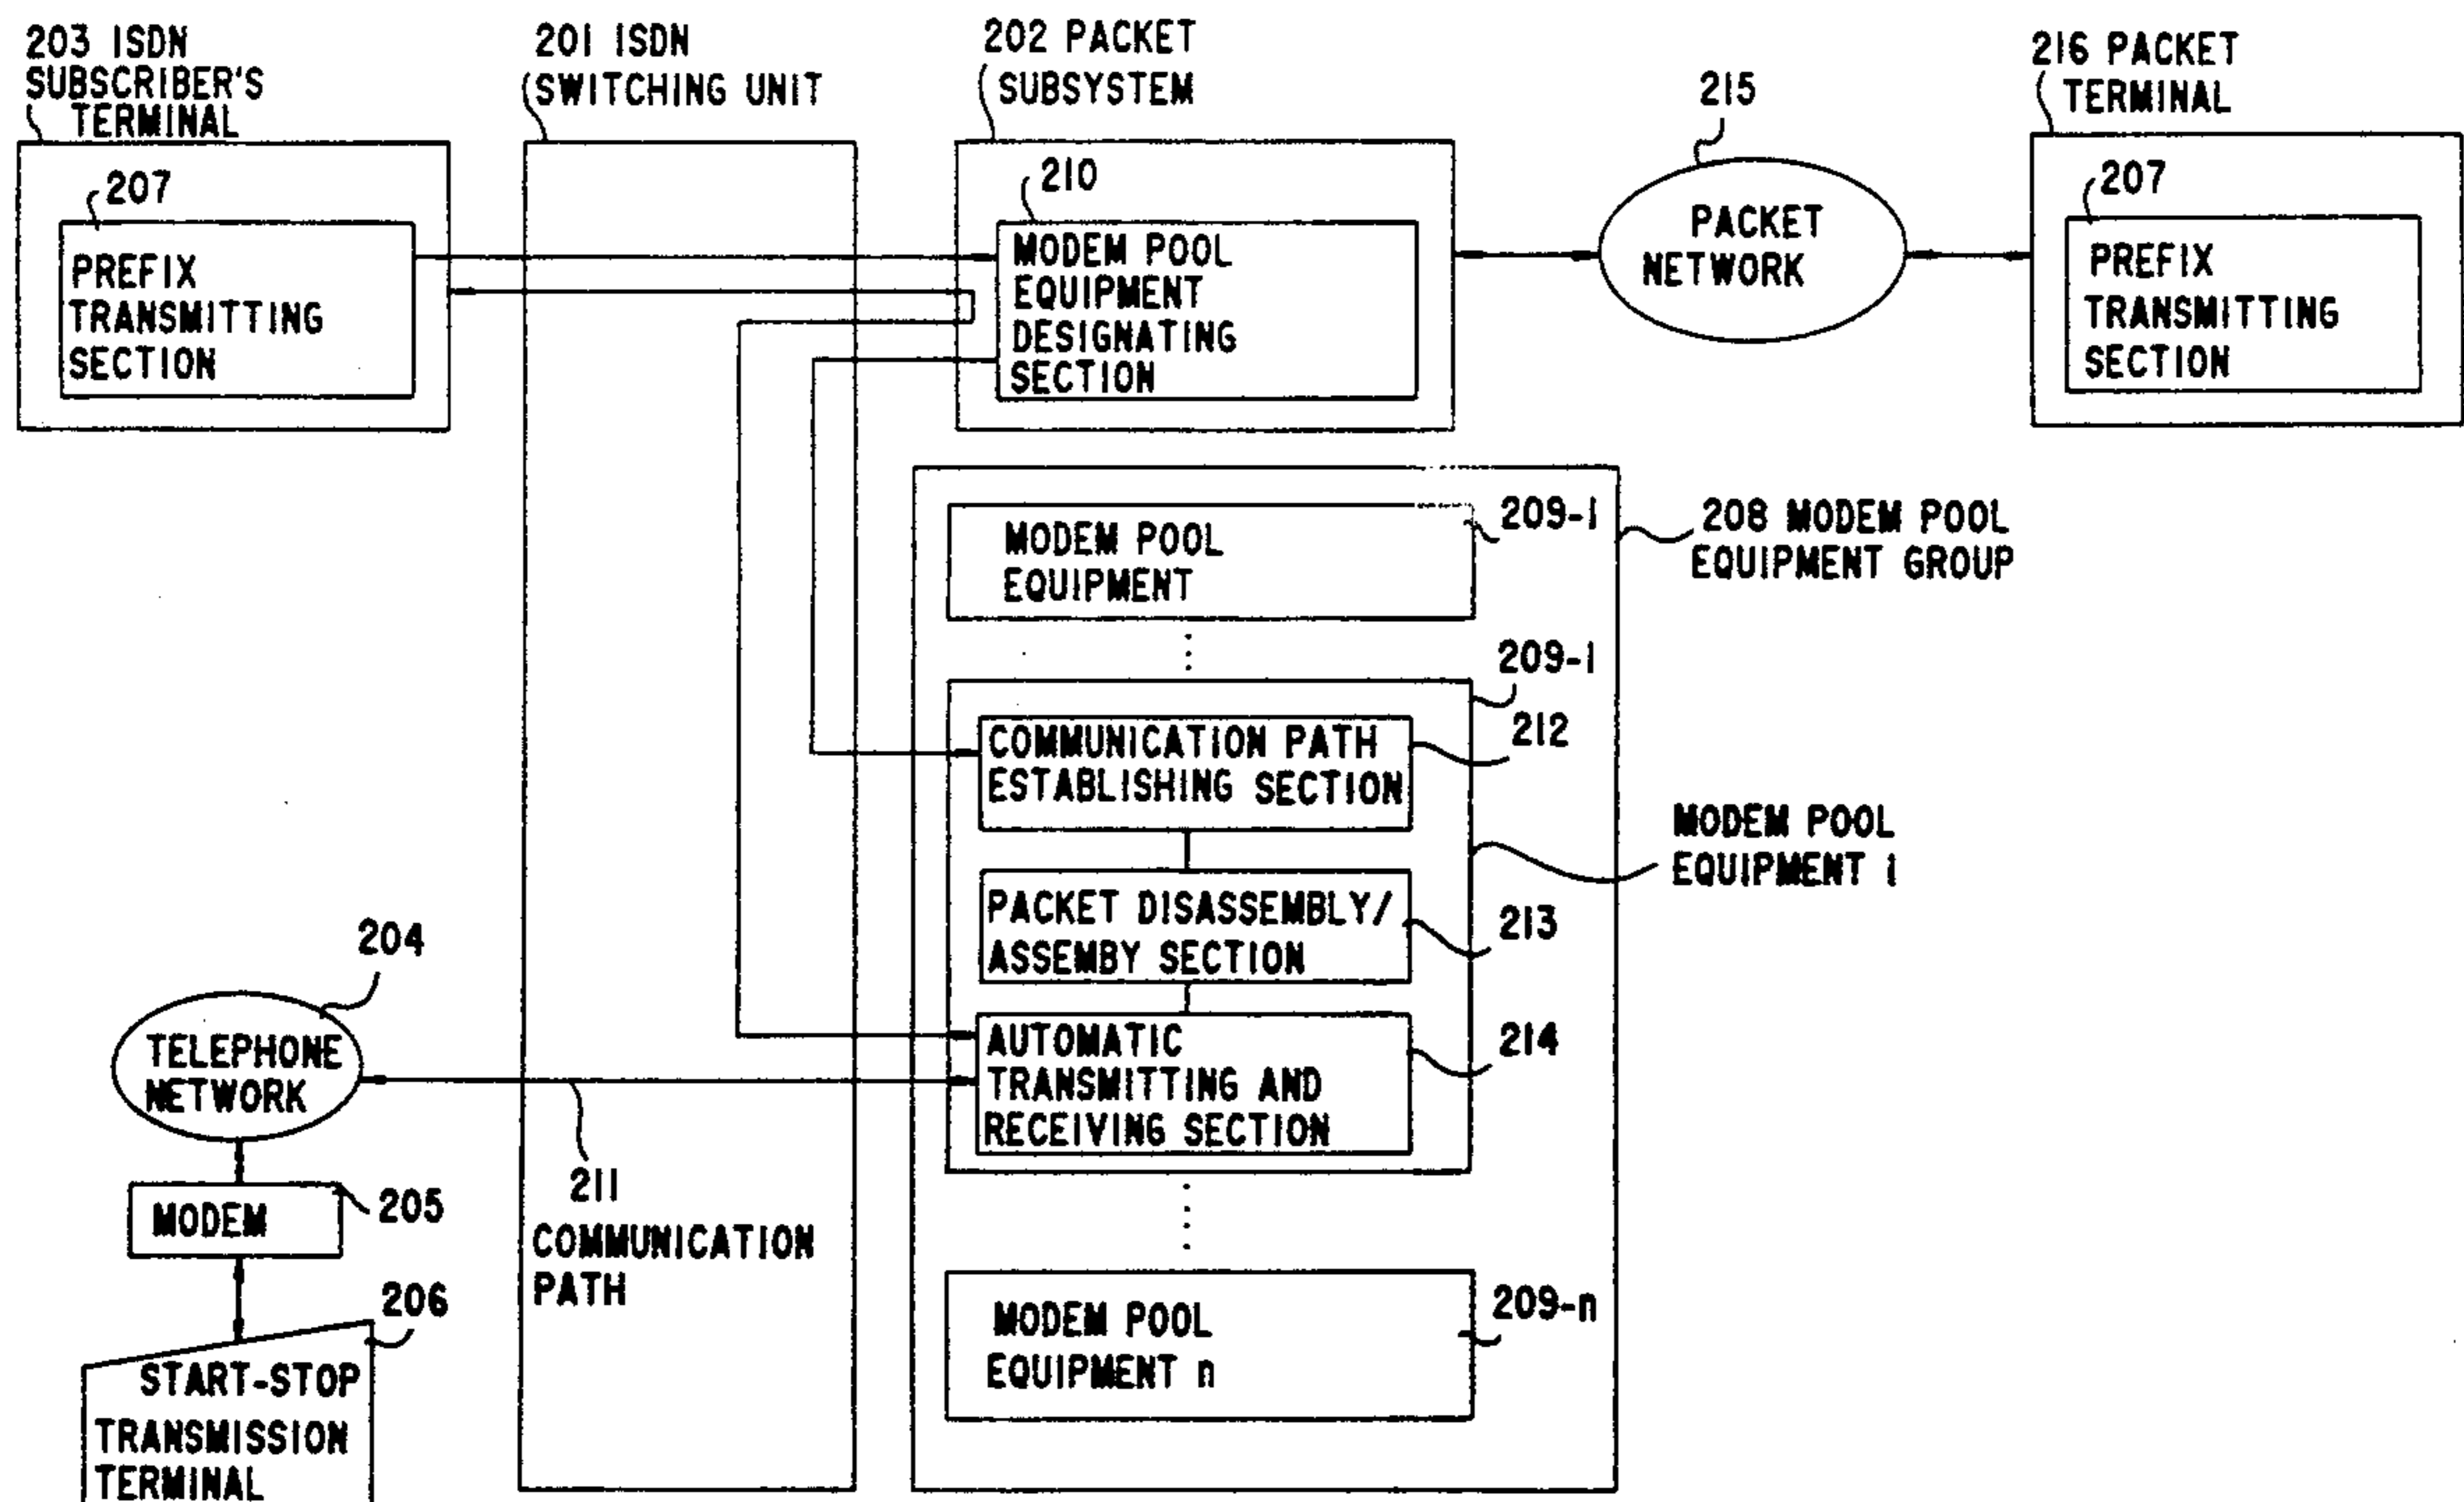 203 ISDN
SUBSCRIBER'S
TERMINAL
201 ISDN
SWITCHING UNIT
202 PACKET
SUBSYSTEM
215
216 PACKET
TERMINAL
207
PREFIX
TRANSMITTING
SECTION
210
MODEM POOL
EQUIPMENT
DESIGNATING
SECTION
PACKET
NETWORK
207
PREFIX
TRANSMITTING
SECTION
209-1
MODEM POOL
EQUIPMENT
208 MODEM POOL
EQUIPMENT GROUP
209-1
COMMUNICATION PATH
ESTABLISHING SECTION
212
MODEM POOL
EQUIPMENT 1
PACKET DISASSEMBLY/
ASSEMBY SECTION
213
AUTOMATIC
TRANSMITTING AND
RECEIVING SECTION
214
204
TELEPHONE
NETWORK
211
COMMUNICATION
PATH
MODEM
205
206
START-STOP
TRANSMISSION
TERMINAL
MODEM POOL
EQUIPMENT n
209-n